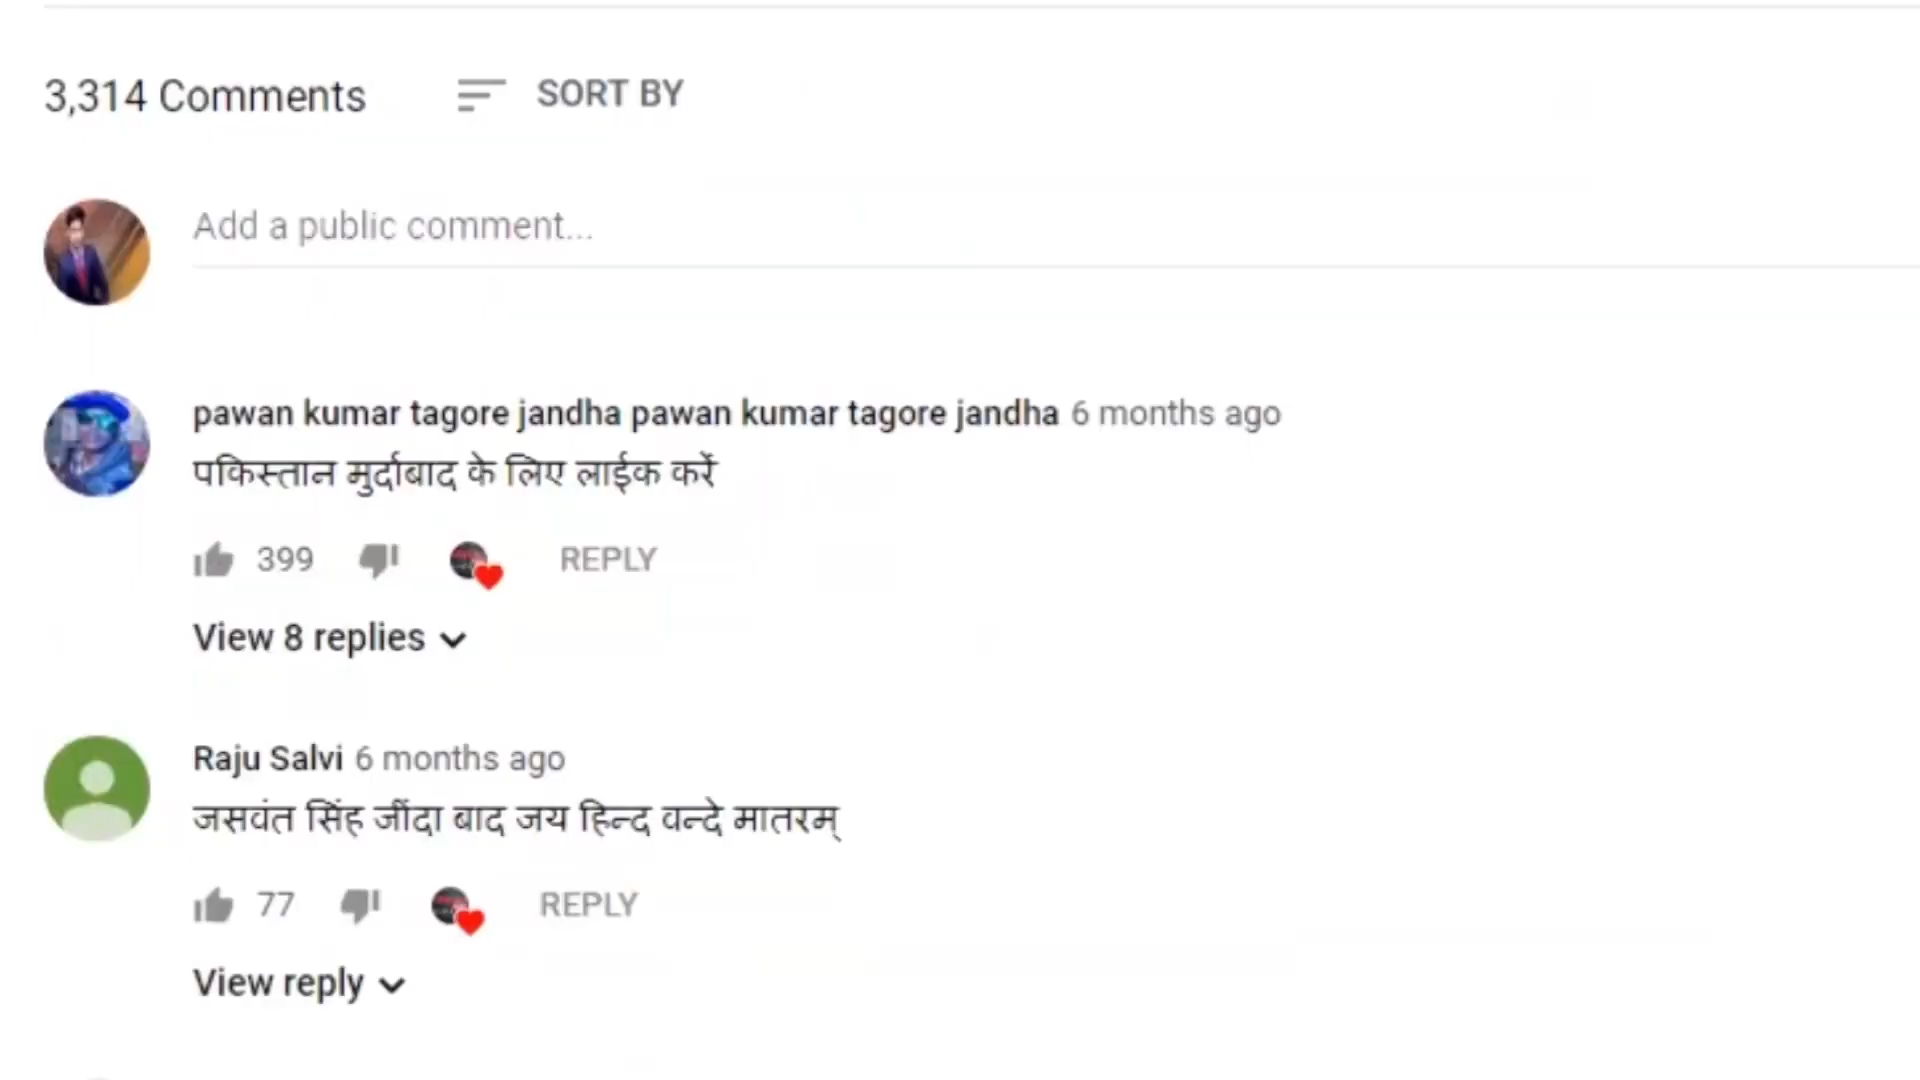 3,314 Comments SORT BY
Add a public comment...
pawan kumar tagore jandha pawan kumar tagore jandha 6 months ago
पकिस्तान मुर्दाबाद के लिए लाईक करें
399 REPLY
View 8 replies
Raju Salvi 6 months ago
जसवंत सिंह जींदा बाद जय हिन्द वन्दे मातरम्
77 REPLY
View reply